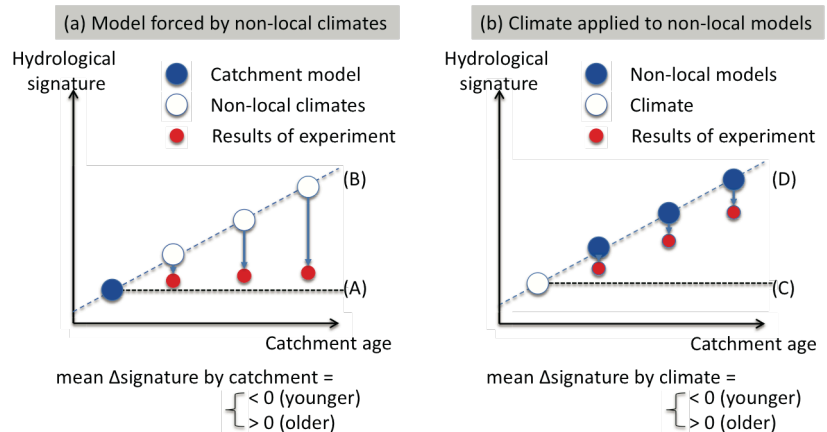 (a) Model forced by non-local climates
Hydrological
signature
Catchment model
Non-local climates
Results of experiment
(B)
(A)
Catchment age
mean Δsignature by catchment =
< 0 (younger)
> 0 (older)
(b) Climate applied to non-local models
Hydrological
signature
Non-local models
Climate
Results of experiment
(D)
(C)
Catchment age
mean Δsignature by climate =
< 0 (younger)
> 0 (older)